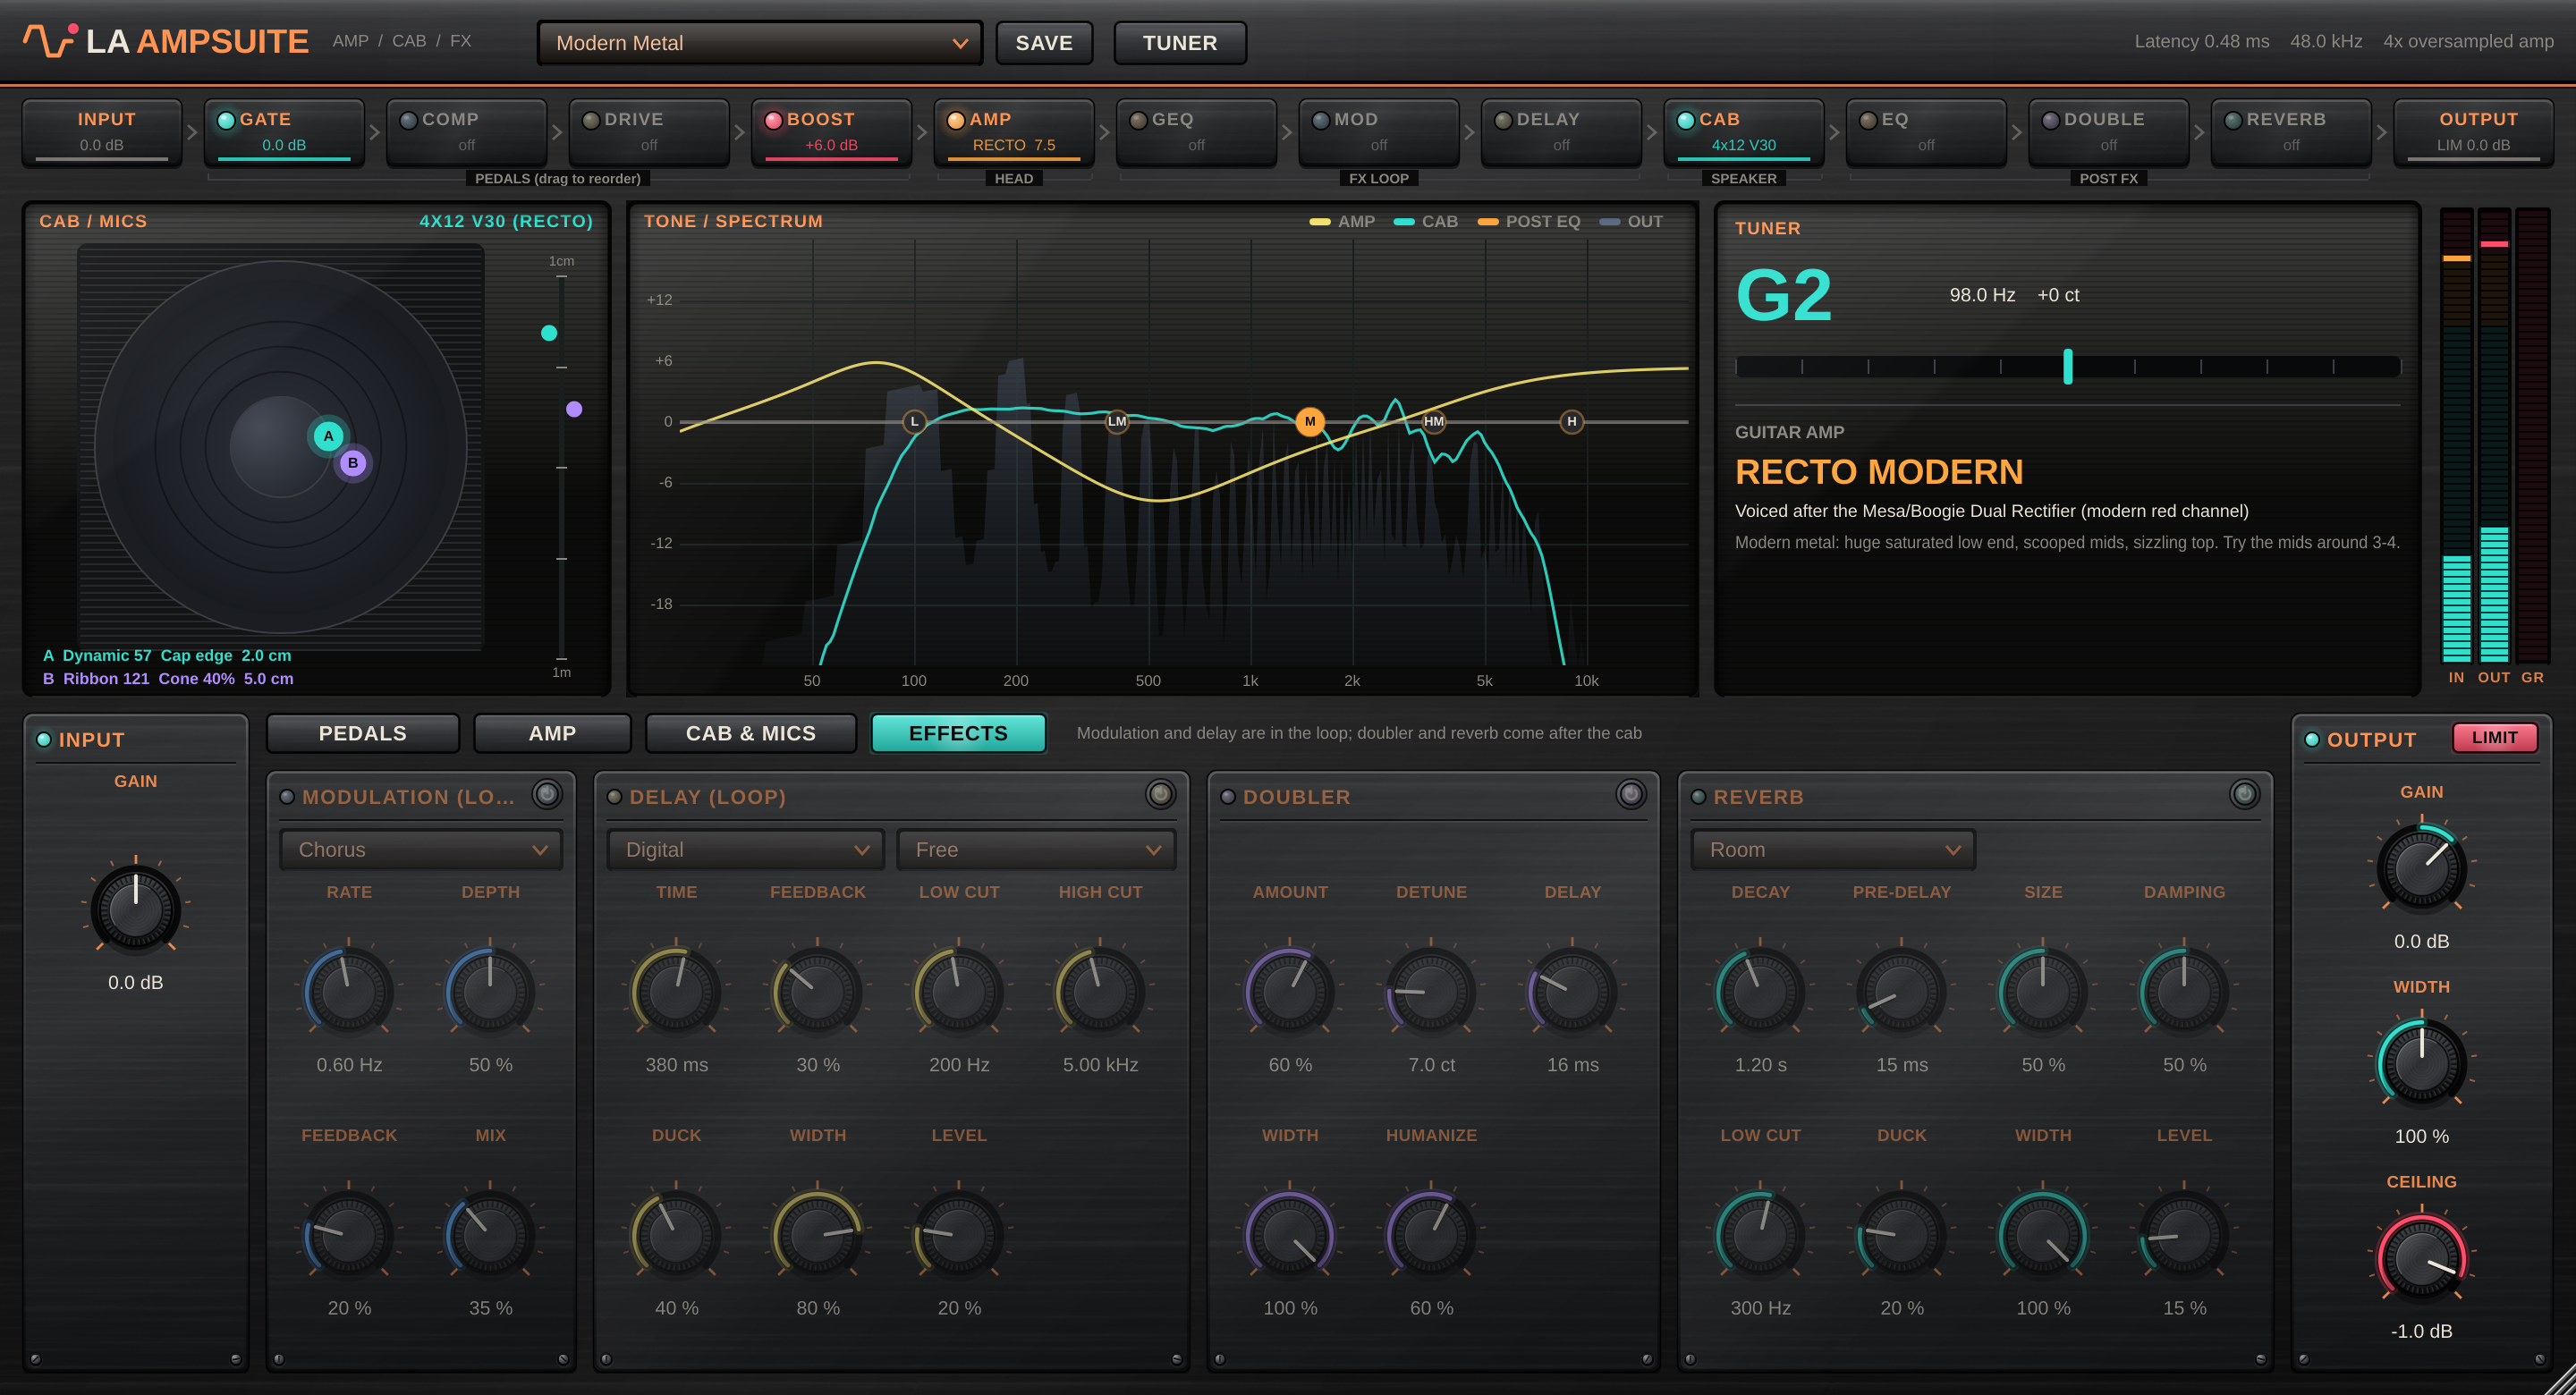 LA AMPSUITE AMP / CAB / FX Modern Metal SAVE TUNER Latency 0.48 ms 48.0 kHz 4x oversampled amp
INPUT GATE COMP DRIVE BOOST AMP GEQ MOD DELAY CAB EQ DOUBLE REVERB OUTPUT
0.0 dB 0.0 dB off off +6.0 dB RECTO 7.5 off off off 4x12 V30 off off off LIM 0.0 dB
PEDALS (drag to reorder) HEAD FX LOOP SPEAKER POST FX
CAB / MICS 4X12 V30 (RECTO)
1cm
A
B
1m
A Dynamic 57 Cap edge 2.0 cm
B Ribbon 121 Cone 40% 5.0 cm
TONE / SPECTRUM AMP CAB POST EQ OUT
+12
+6
0
-6
-12
-18
L LM M HM H
50 100 200 500 1k 2k 5k 10k
TUNER
G2 98.0 Hz +0 ct
GUITAR AMP
RECTO MODERN
Voiced after the Mesa/Boogie Dual Rectifier (modern red channel)
Modern metal: huge saturated low end, scooped mids, sizzling top. Try the mids around 3-4.
IN OUT GR
INPUT
GAIN
0.0 dB
PEDALS AMP CAB & MICS EFFECTS Modulation and delay are in the loop; doubler and reverb come after the cab
MODULATION (LO...
Chorus
RATE DEPTH
0.60 Hz 50 %
FEEDBACK MIX
20 % 35 %
DELAY (LOOP)
Digital Free
TIME FEEDBACK LOW CUT HIGH CUT
380 ms 30 % 200 Hz 5.00 kHz
DUCK WIDTH LEVEL
40 % 80 % 20 %
DOUBLER
AMOUNT DETUNE DELAY
60 % 7.0 ct 16 ms
WIDTH HUMANIZE
100 % 60 %
REVERB
Room
DECAY PRE-DELAY SIZE DAMPING
1.20 s 15 ms 50 % 50 %
LOW CUT DUCK WIDTH LEVEL
300 Hz 20 % 100 % 15 %
OUTPUT LIMIT
GAIN
0.0 dB
WIDTH
100 %
CEILING
-1.0 dB